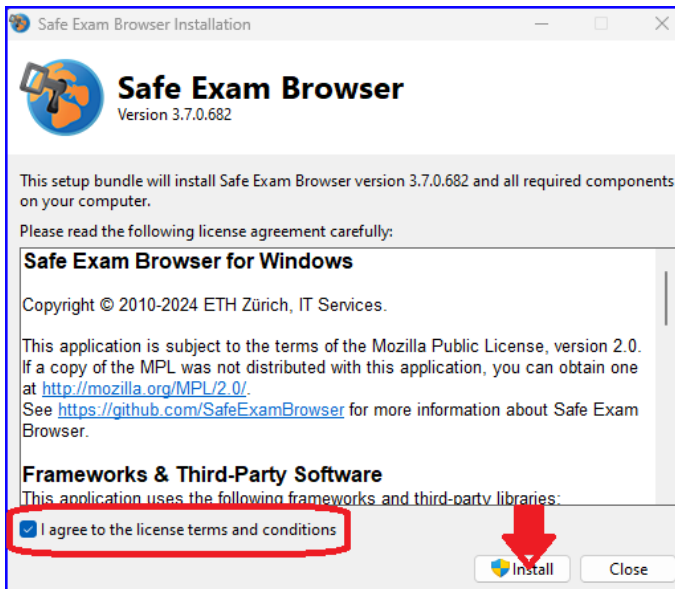 Safe Exam Browser Installation
Safe Exam Browser
Version 3.7.0.682
This setup bundle will install Safe Exam Browser version 3.7.0.682 and all required components
on your computer.
Please read the following license agreement carefully:
Safe Exam Browser for Windows
Copyright © 2010-2024 ETH Zürich, IT Services.
This application is subject to the terms of the Mozilla Public License, version 2.0.
If a copy of the MPL was not distributed with this application, you can obtain one
at http://mozilla.org/MPL/2.0/.
See https://github.com/SafeExamBrowser for more information about Safe Exam
Browser.
Frameworks & Third-Party Software
This application uses the following frameworks and third-party libraries:
I agree to the license terms and conditions
Install Close